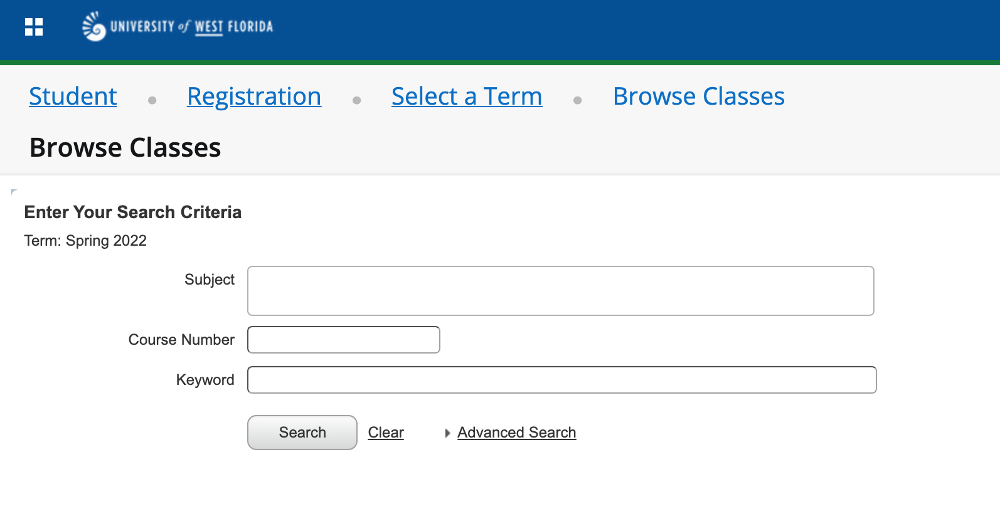 UNIVERSITY of WEST FLORIDA
Student Registration Select a Term Browse Classes
Browse Classes
Enter Your Search Criteria
Term: Spring 2022
Subject
Course Number
Keyword
Search Clear Advanced Search